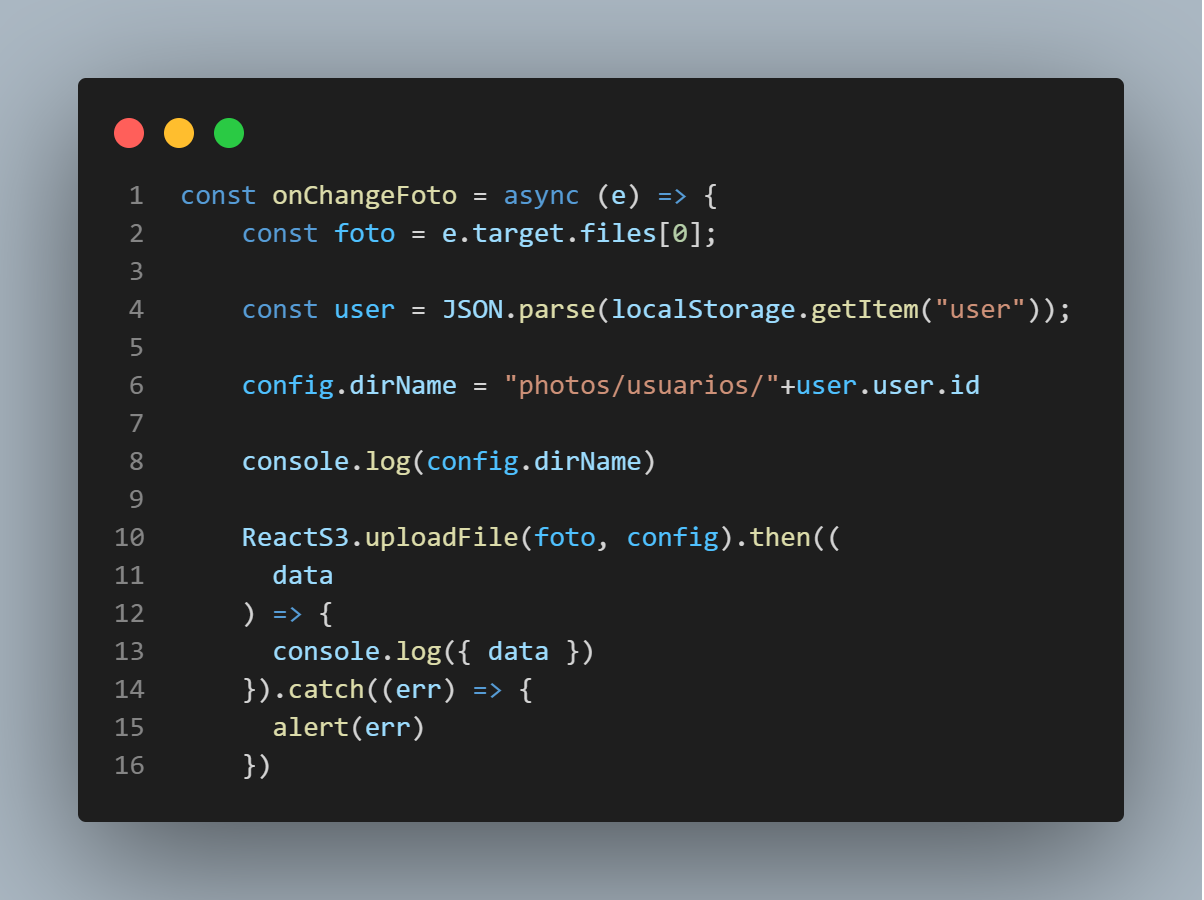 1 const onChangeFoto = async (e) => {
2     const foto = e.target.files[0];
3
4     const user = JSON.parse(localStorage.getItem("user"));
5
6     config.dirName = "photos/usuarios/"+user.user.id
7
8     console.log(config.dirName)
9
10     ReactS3.uploadFile(foto, config).then((
11       data
12     ) => {
13       console.log({ data })
14     }).catch((err) => {
15       alert(err)
16     })